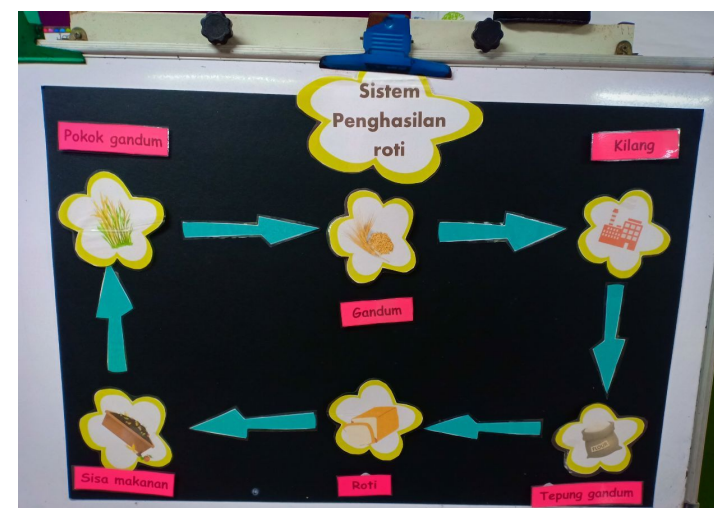 Sistem
Penghasilan
roti
Pokok gandum
Kilang
Gandum
Sisa makanan
Roti
Tepung gandum